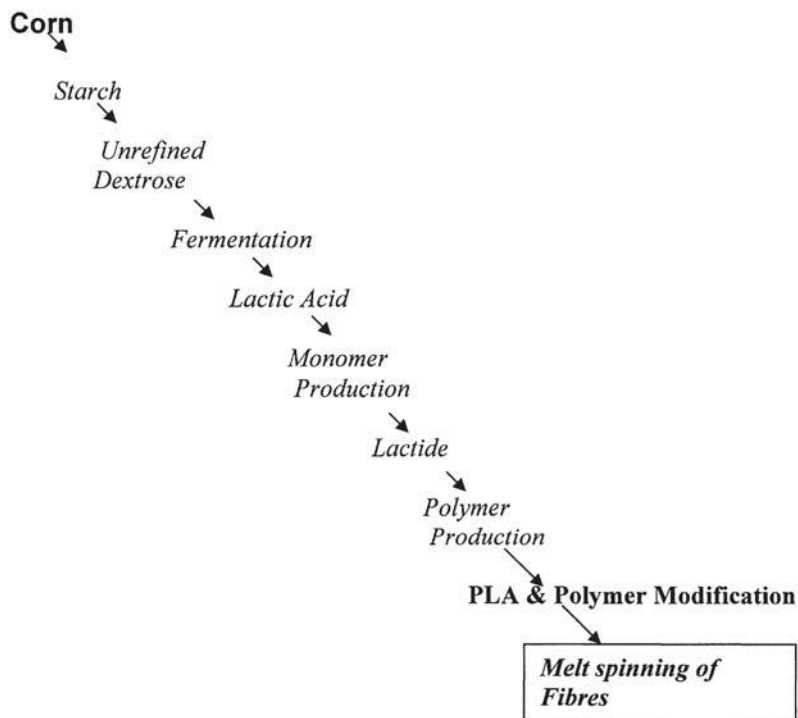 Corn
Starch
Unrefined
Dextrose
Fermentation
Lactic Acid
Monomer
Production
Lactide
Polymer
Production
PLA & Polymer Modification
Melt spinning of
Fibres